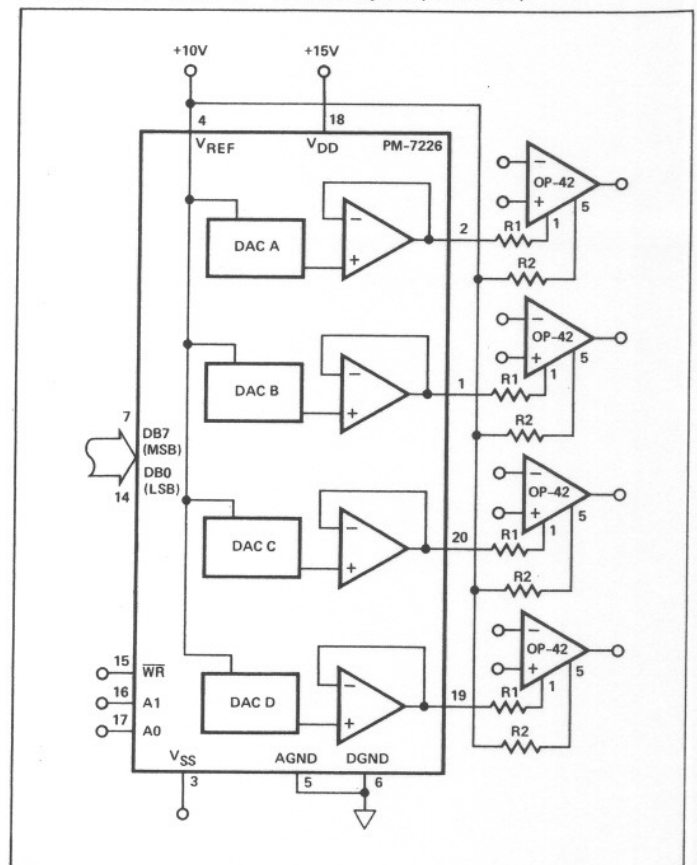 +10V
+15V
4
18
VREF
VDD
PM-7226
DAC A
−
+
2
R1
R2
−
+
OP-42
1
5
DAC B
−
+
1
R1
R2
−
+
OP-42
1
5
7
DB7
(MSB)
DB0
(LSB)
14
DAC C
−
+
20
R1
R2
−
+
OP-42
1
5
15
WR
16
A1
17
A0
DAC D
−
+
19
R1
R2
−
+
OP-42
1
5
VSS
AGND
DGND
3
5
6